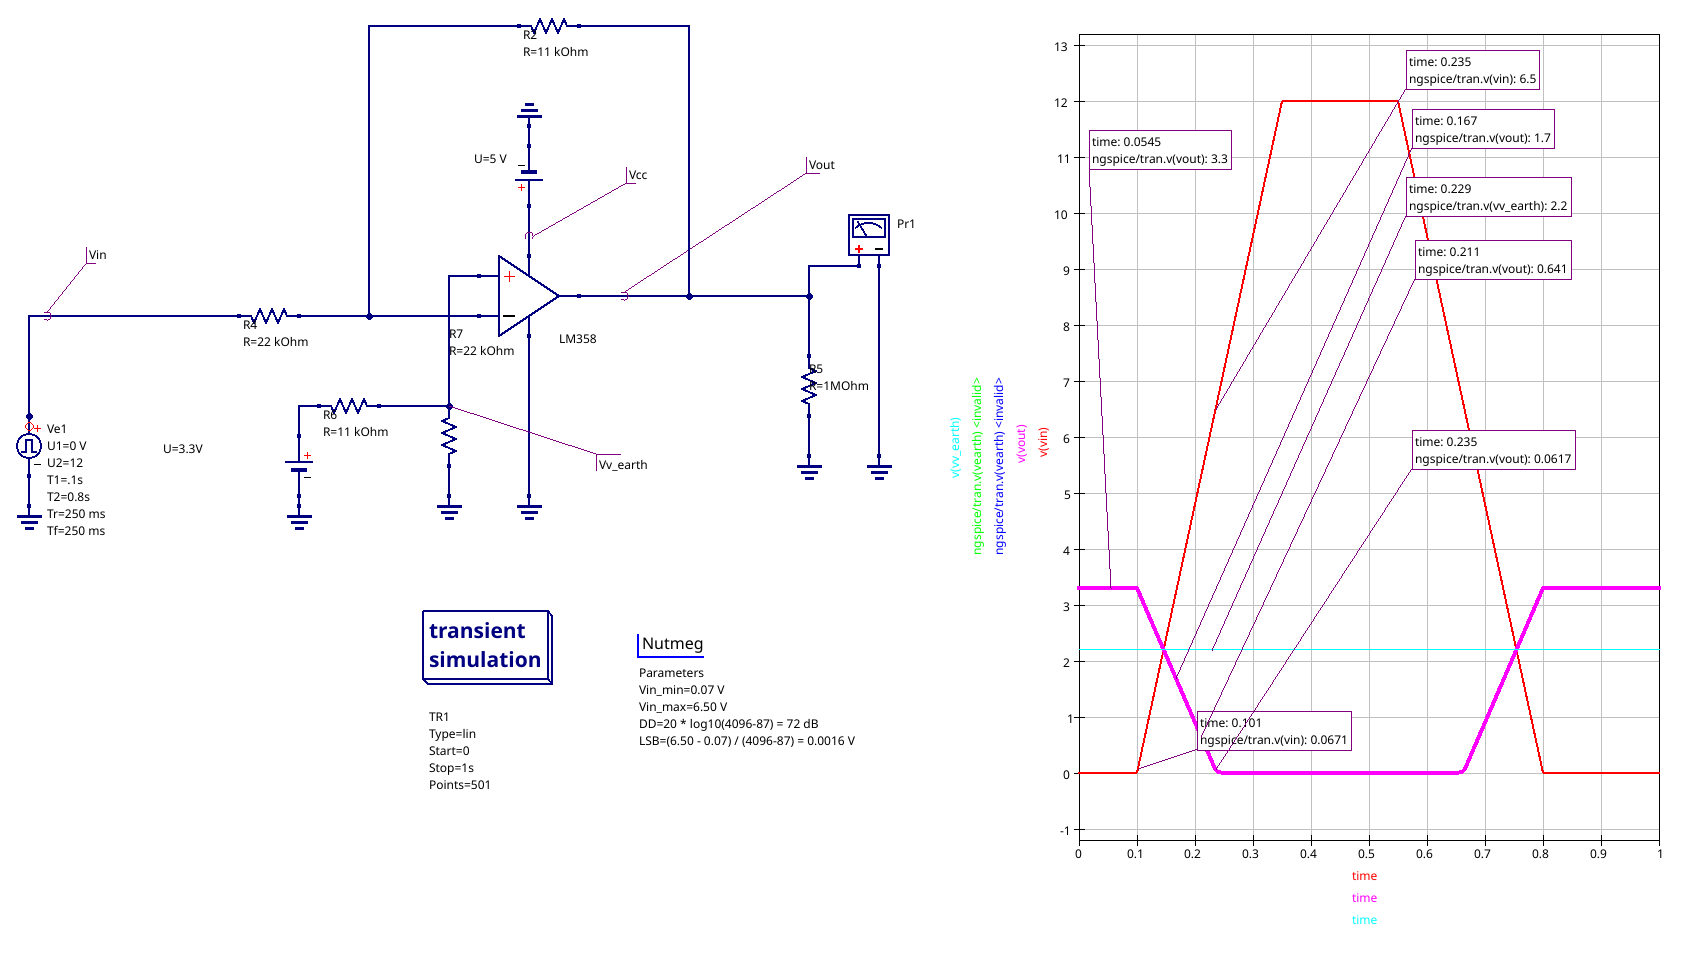 R2
R=11 kOhm
U=5 V
−
+
Vcc
Vout
Pr1
+ −
Vin
R4
R=22 kOhm
+
−
R7
R=22 kOhm
LM358
R5
R=1MOhm
R6
R=11 kOhm
+
−
U=3.3V
Vv_earth
+
−
Ve1
U1=0 V
U2=12
T1=.1s
T2=0.8s
Tr=250 ms
Tf=250 ms
transient
simulation
TR1
Type=lin
Start=0
Stop=1s
Points=501
Nutmeg
Parameters
Vin_min=0.07 V
Vin_max=6.50 V
DD=20 * log10(4096-87) = 72 dB
LSB=(6.50 - 0.07) / (4096-87) = 0.0016 V
v(vv_earth)
ngspice/tran.v(vearth) <invalid>
ngspice/tran.v(vearth) <invalid>
v(vout)
v(vin)
13
12
11
10
9
8
7
6
5
4
3
2
1
0
-1
time: 0.235
ngspice/tran.v(vin): 6.5
time: 0.167
ngspice/tran.v(vout): 1.7
time: 0.0545
ngspice/tran.v(vout): 3.3
time: 0.229
ngspice/tran.v(vv_earth): 2.2
time: 0.211
ngspice/tran.v(vout): 0.641
time: 0.235
ngspice/tran.v(vout): 0.0617
time: 0.101
ngspice/tran.v(vin): 0.0671
0 0.1 0.2 0.3 0.4 0.5 0.6 0.7 0.8 0.9 1
time
time
time